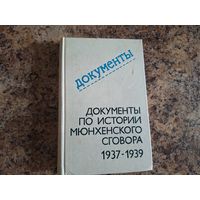 ДОКУМЕНТЫ
ДОКУМЕНТЫ
ПО ИСТОРИИ
МЮНХЕНСКОГО
СГОВОРА
1937-1939